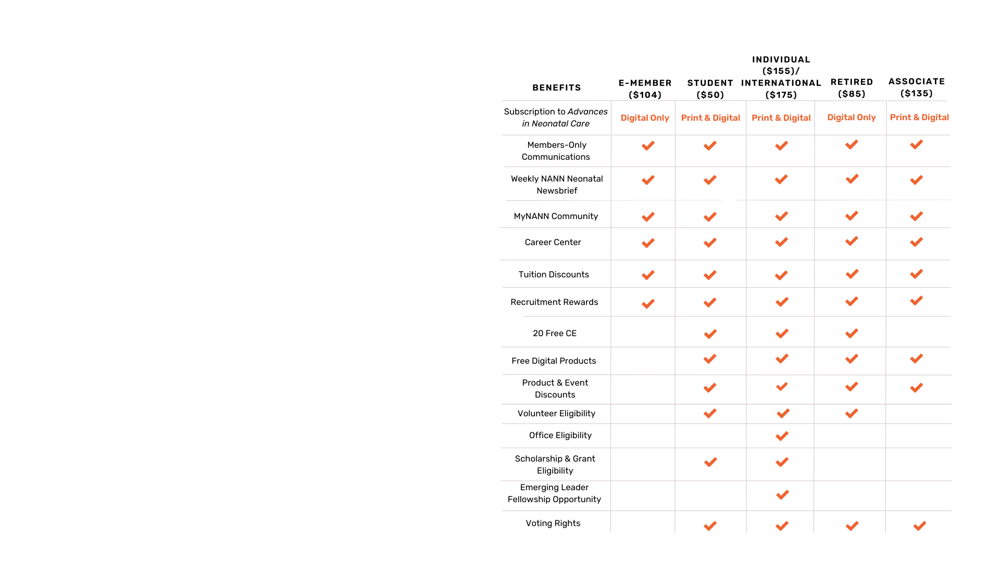 BENEFITS
E-MEMBER
($104)
STUDENT
($50)
INDIVIDUAL
($155)/
INTERNATIONAL
($175)
RETIRED
($85)
ASSOCIATE
($135)
Subscription to Advances
in Neonatal Care
Digital Only
Print & Digital
Print & Digital
Digital Only
Print & Digital
Members-Only
Communications
Weekly NANN Neonatal
Newsbrief
MyNANN Community
Career Center
Tuition Discounts
Recruitment Rewards
20 Free CE
Free Digital Products
Product & Event
Discounts
Volunteer Eligibility
Office Eligibility
Scholarship & Grant
Eligibility
Emerging Leader
Fellowship Opportunity
Voting Rights